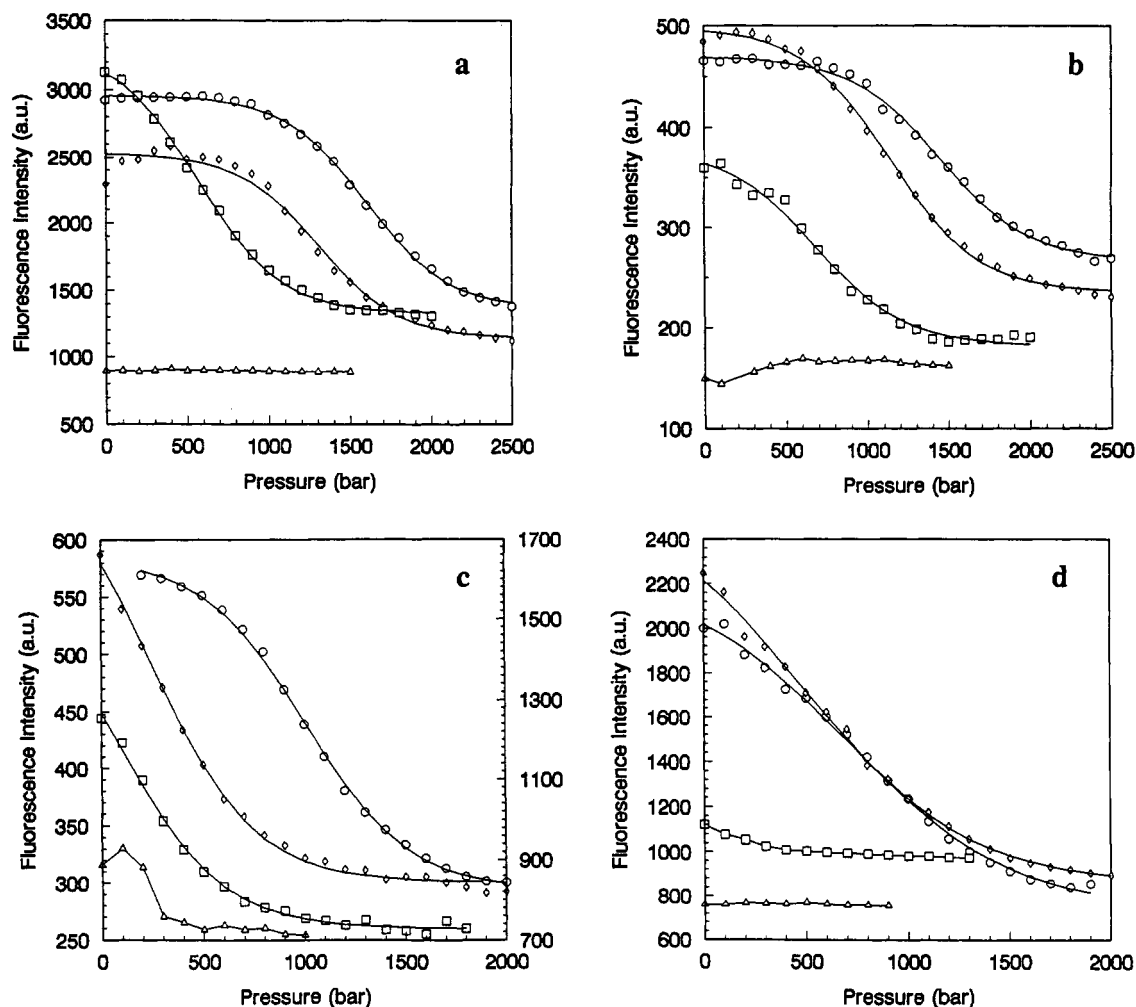 3500
3000
2500
2000
1500
1000
500
Fluorescence Intensity (a.u.)
a
0 500 1000 1500 2000 2500
Pressure (bar)
500
400
300
200
100
Fluorescence Intensity (a.u.)
b
0 500 1000 1500 2000 2500
Pressure (bar)
600
550
500
450
400
350
300
250
Fluorescence Intensity (a.u.)
c
1700
1500
1300
1100
900
700
0 500 1000 1500 2000
Pressure (bar)
2400
2200
2000
1800
1600
1400
1200
1000
800
600
Fluorescence Intensity (a.u.)
d
0 500 1000 1500 2000
Pressure (bar)